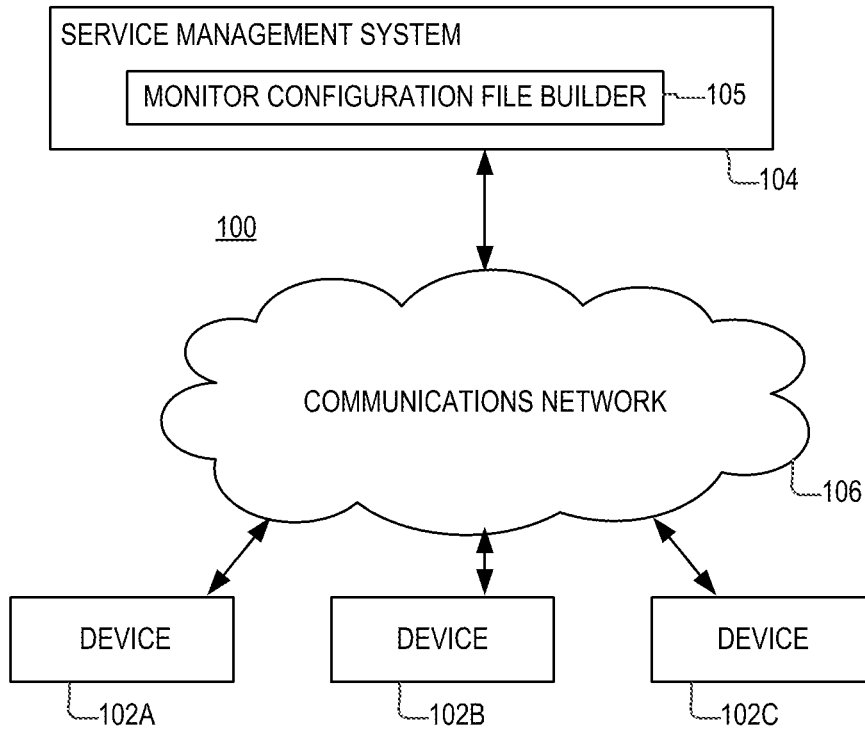 SERVICE MANAGEMENT SYSTEM
MONITOR CONFIGURATION FILE BUILDER
105
104
100
COMMUNICATIONS NETWORK
106
DEVICE
DEVICE
DEVICE
102A
102B
102C